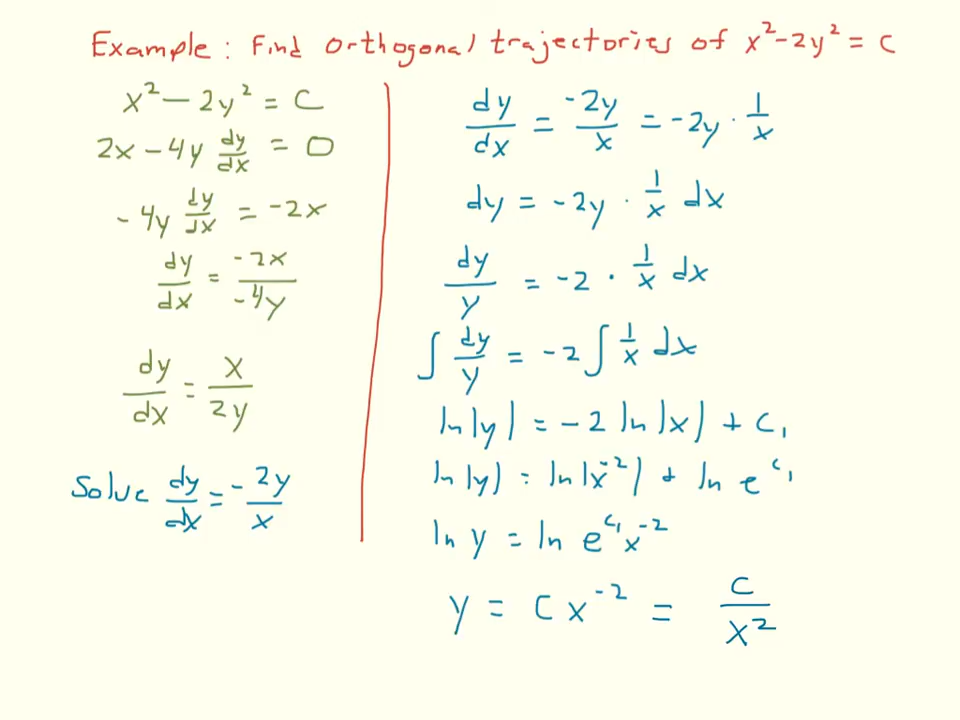 Example: Find orthogonal trajectories of x² - 2y² = C
x² - 2y² = C
2x - 4y dy/dx = 0
-4y dy/dx = -2x
dy/dx = -2x/-4y
dy/dx = x/2y
Solve dy/dx = - 2y/x
dy/dx = -2y/x = -2y · 1/x
dy = -2y · 1/x dx
dy/y = -2 · 1/x dx
∫ dy/y = -2 ∫ 1/x dx
ln|y| = -2 ln|x| + C₁
ln|y| = ln|x⁻²| + ln e^C₁
ln y = ln e^C₁ x⁻²
y = C x⁻² = C/x²